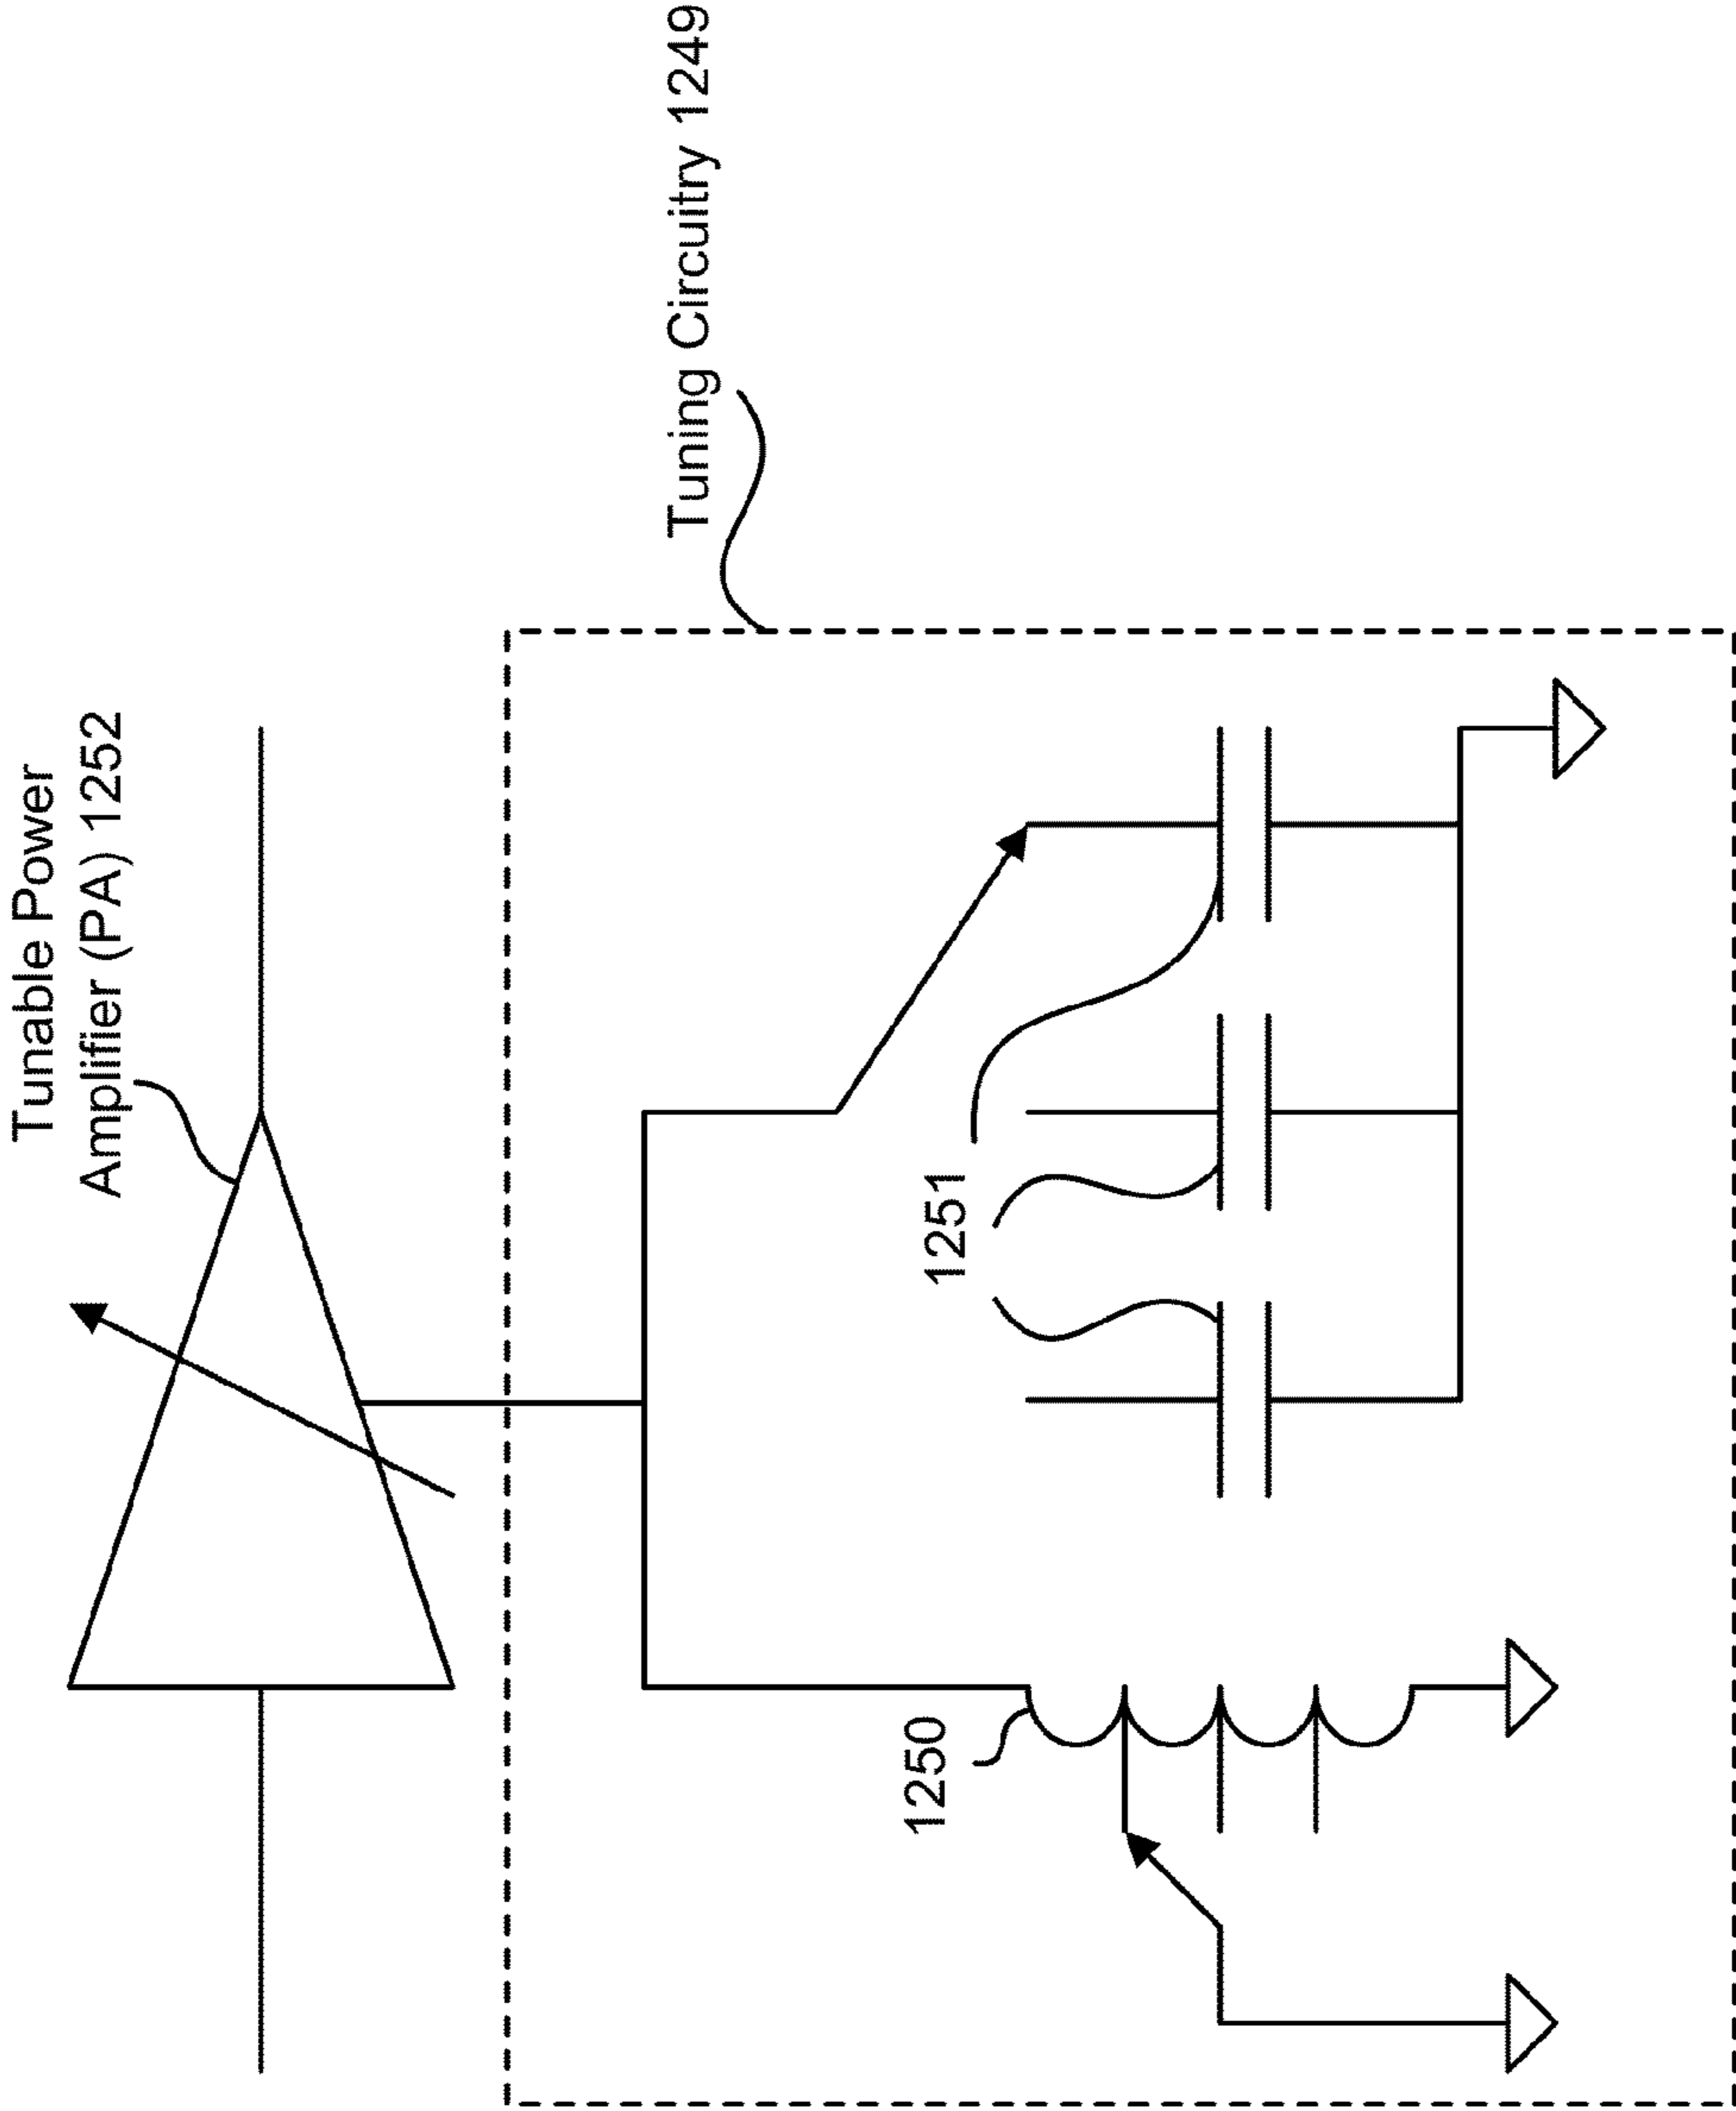 Tunable Power
Amplifier (PA) 1252
Tuning Circuitry 1249
1251
1250